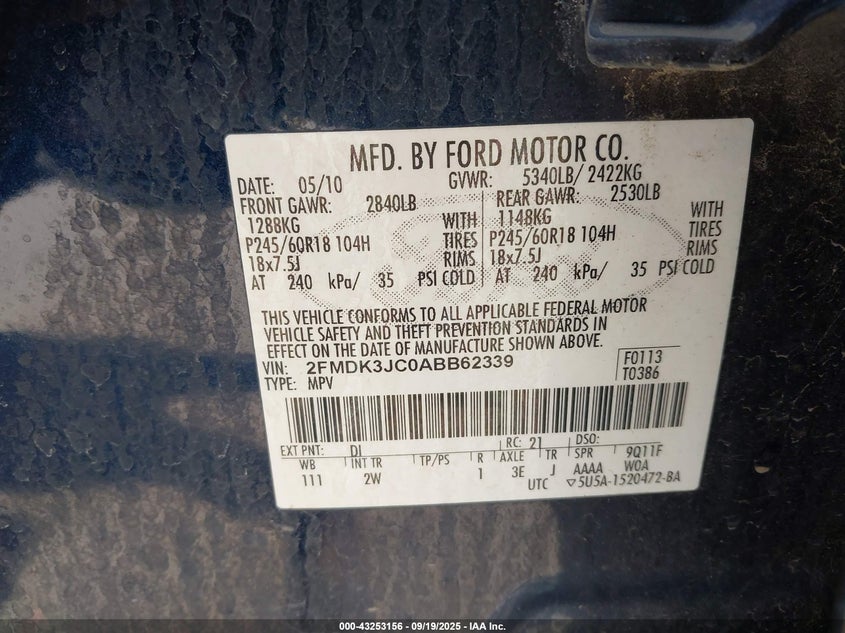 MFD. BY FORD MOTOR CO.
DATE: 05/10 GVWR: 5340LB/ 2422KG
FRONT GAWR: 2840LB REAR GAWR: 2530LB
1288KG WITH 1148KG WITH
P245/60R18 104H TIRES P245/60R18 104H TIRES
18x7.5J RIMS 18x7.5J RIMS
AT 240 kPa/ 35 PSI COLD AT 240 kPa/ 35 PSI COLD
THIS VEHICLE CONFORMS TO ALL APPLICABLE FEDERAL MOTOR
VEHICLE SAFETY AND THEFT PREVENTION STANDARDS IN
EFFECT ON THE DATE OF MANUFACTURE SHOWN ABOVE.
VIN: 2FMDK3JC0ABB62339 F0113
TYPE: MPV T0386
EXT PNT: DI RC: 21 DSO:
WB INT TR TP/PS R AXLE TR SPR 9Q11F
111 2W 1 3E J AAAA WOA
UTC ▽5U5A-1520472-BA
000-43253156 - 09/19/2025 - IAA Inc.